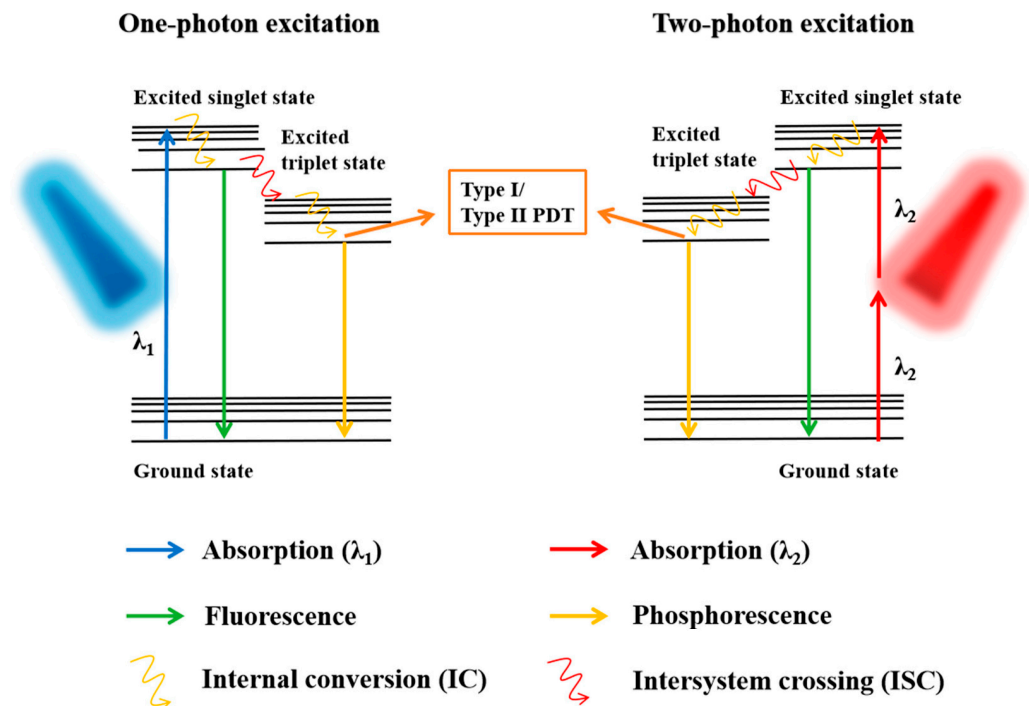 One-photon excitation
Two-photon excitation
Excited singlet state
Excited
triplet state
Excited singlet state
Excited
triplet state
Type I/
Type II PDT
λ₁
λ₂
λ₂
Ground state
Ground state
Absorption (λ₁)
Absorption (λ₂)
Fluorescence
Phosphorescence
Internal conversion (IC)
Intersystem crossing (ISC)